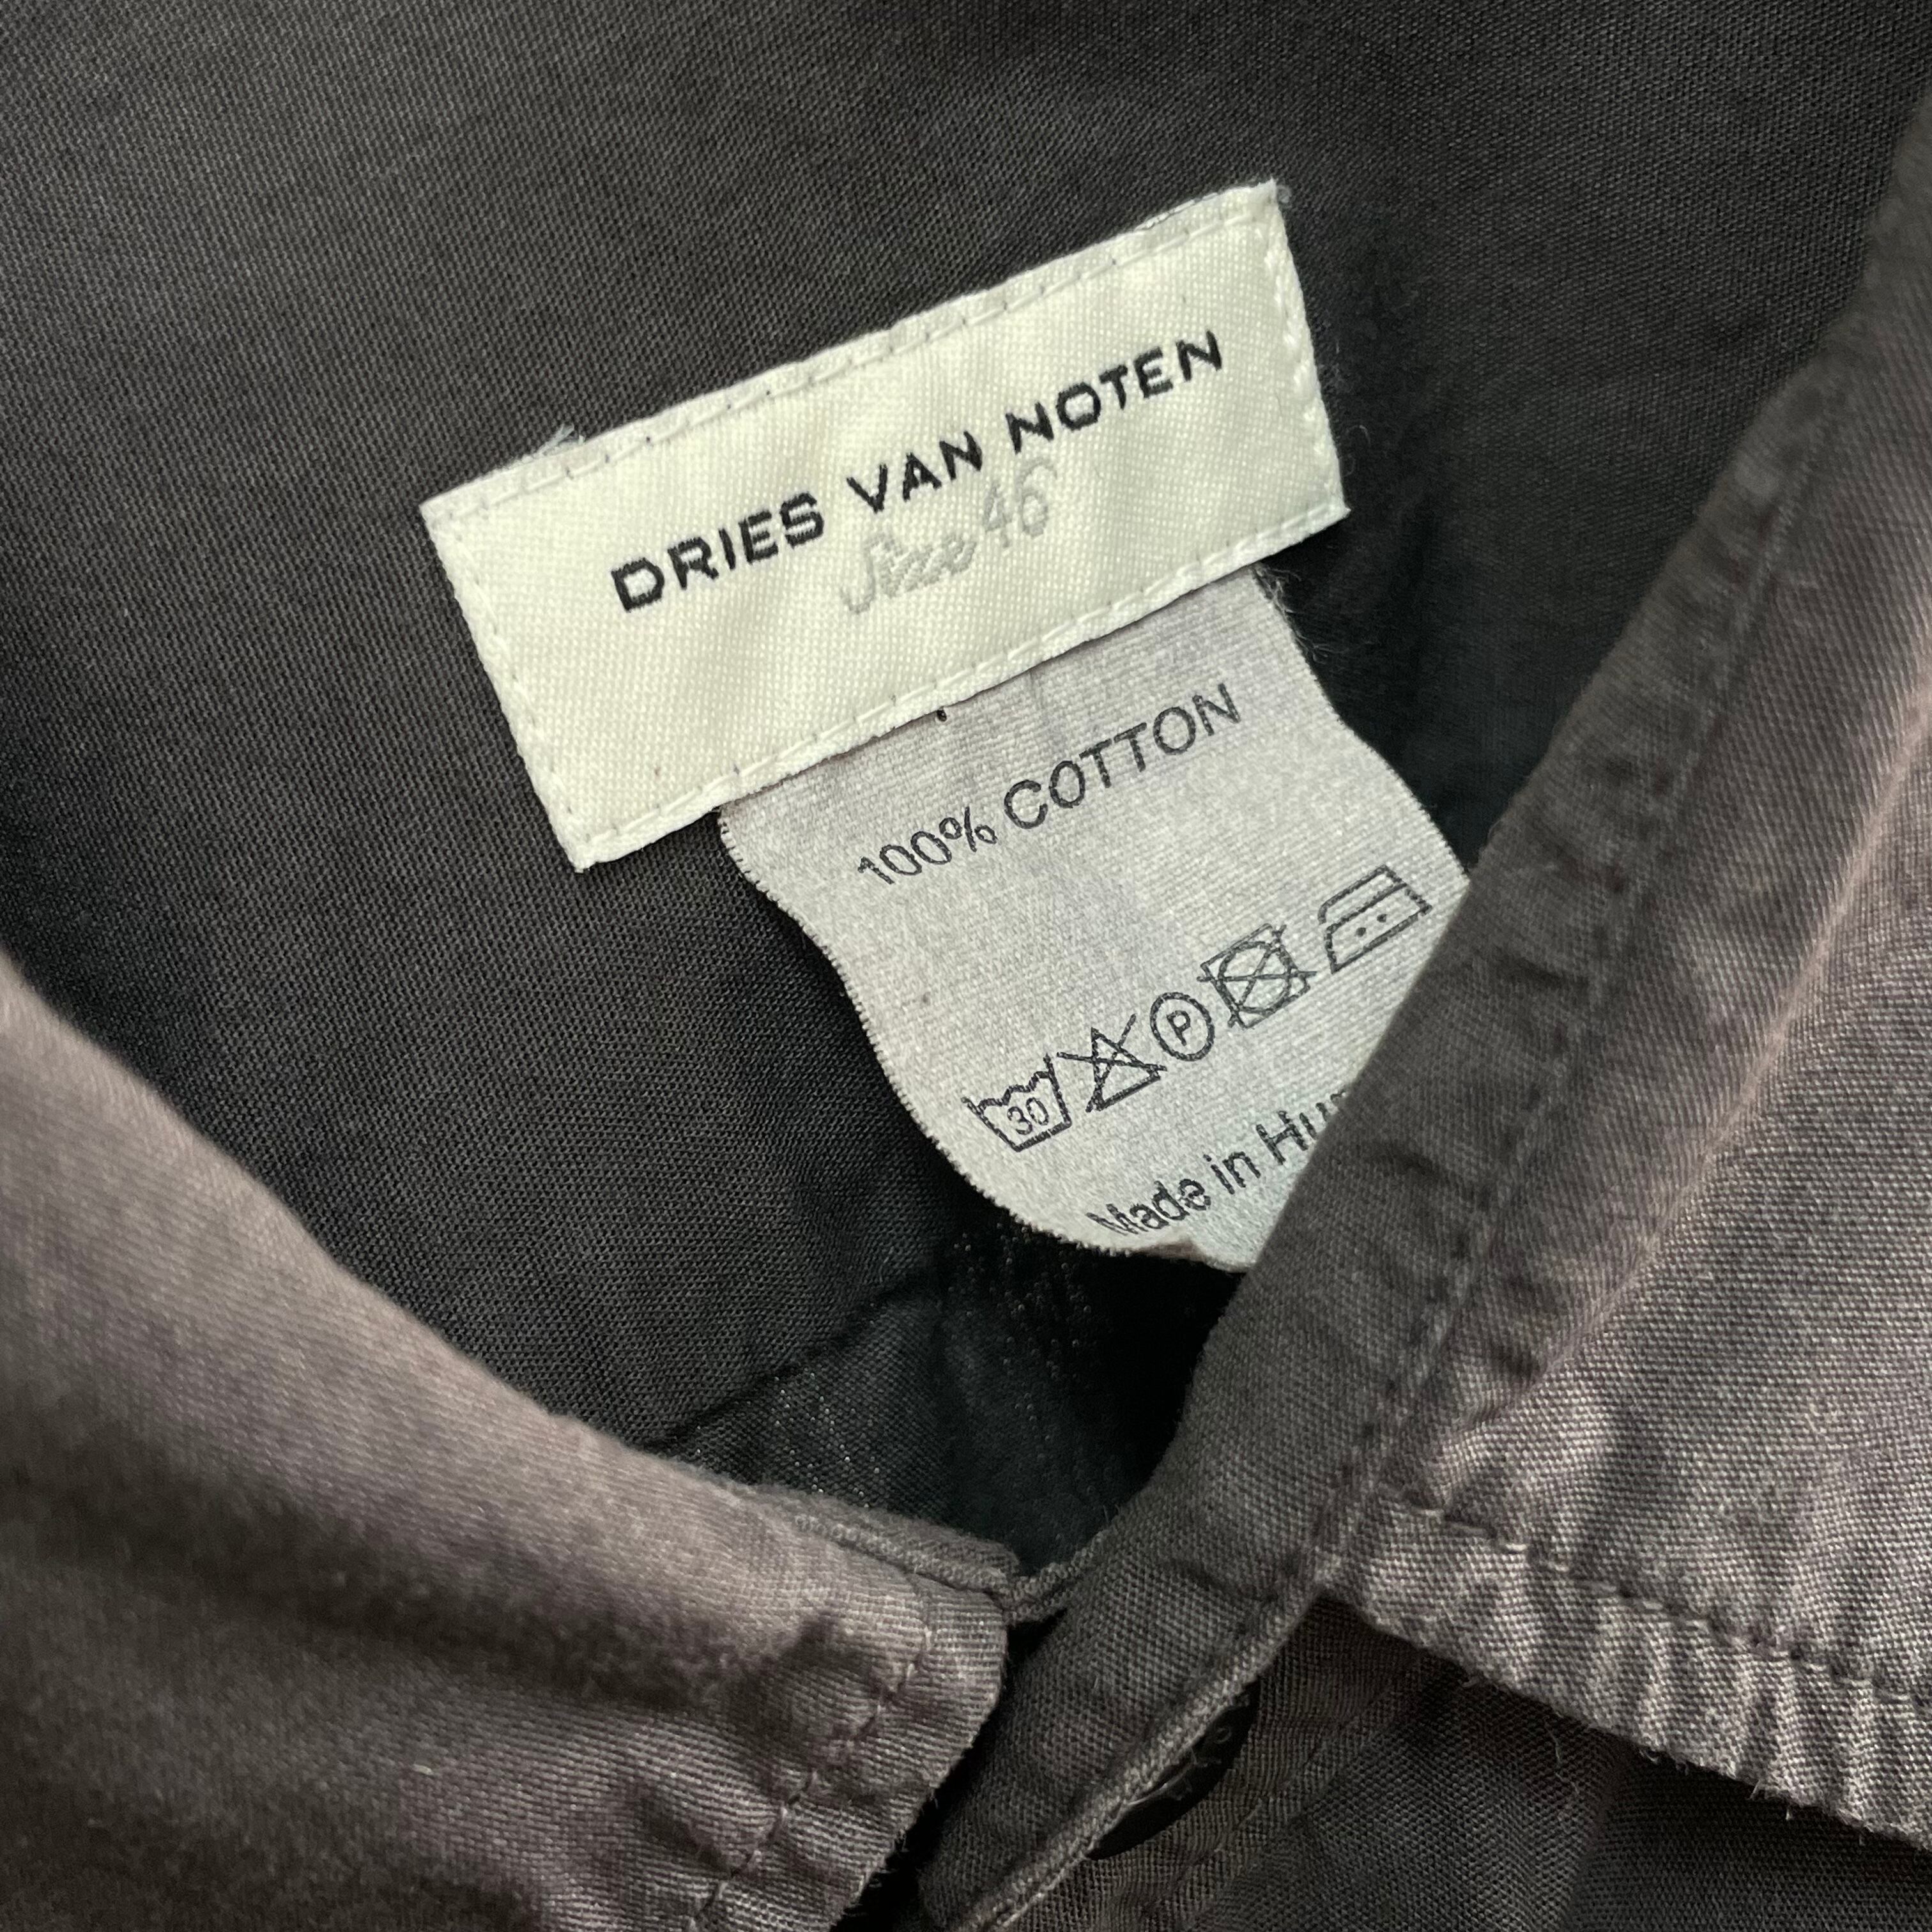 DRIES VAN NOTEN
Size 46
100% COTTON
30 P
Made in Hu